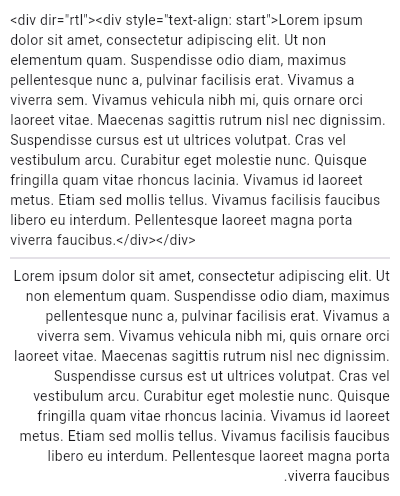 <div dir="rtl"><div style="text-align: start">Lorem ipsum
dolor sit amet, consectetur adipiscing elit. Ut non
elementum quam. Suspendisse odio diam, maximus
pellentesque nunc a, pulvinar facilisis erat. Vivamus a
viverra sem. Vivamus vehicula nibh mi, quis ornare orci
laoreet vitae. Maecenas sagittis rutrum nisl nec dignissim.
Suspendisse cursus est ut ultrices volutpat. Cras vel
vestibulum arcu. Curabitur eget molestie nunc. Quisque
fringilla quam vitae rhoncus lacinia. Vivamus id laoreet
metus. Etiam sed mollis tellus. Vivamus facilisis faucibus
libero eu interdum. Pellentesque laoreet magna porta
viverra faucibus.</div></div>
Lorem ipsum dolor sit amet, consectetur adipiscing elit. Ut
non elementum quam. Suspendisse odio diam, maximus
pellentesque nunc a, pulvinar facilisis erat. Vivamus a
viverra sem. Vivamus vehicula nibh mi, quis ornare orci
laoreet vitae. Maecenas sagittis rutrum nisl nec dignissim.
Suspendisse cursus est ut ultrices volutpat. Cras vel
vestibulum arcu. Curabitur eget molestie nunc. Quisque
fringilla quam vitae rhoncus lacinia. Vivamus id laoreet
metus. Etiam sed mollis tellus. Vivamus facilisis faucibus
libero eu interdum. Pellentesque laoreet magna porta
.viverra faucibus